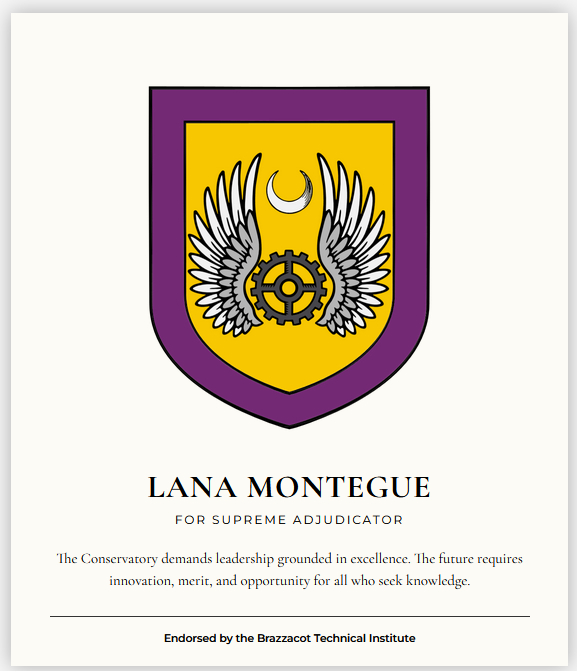 LANA MONTEGUE
FOR SUPREME ADJUDICATOR
The Conservatory demands leadership grounded in excellence. The future requires
innovation, merit, and opportunity for all who seek knowledge.
Endorsed by the Brazzacot Technical Institute